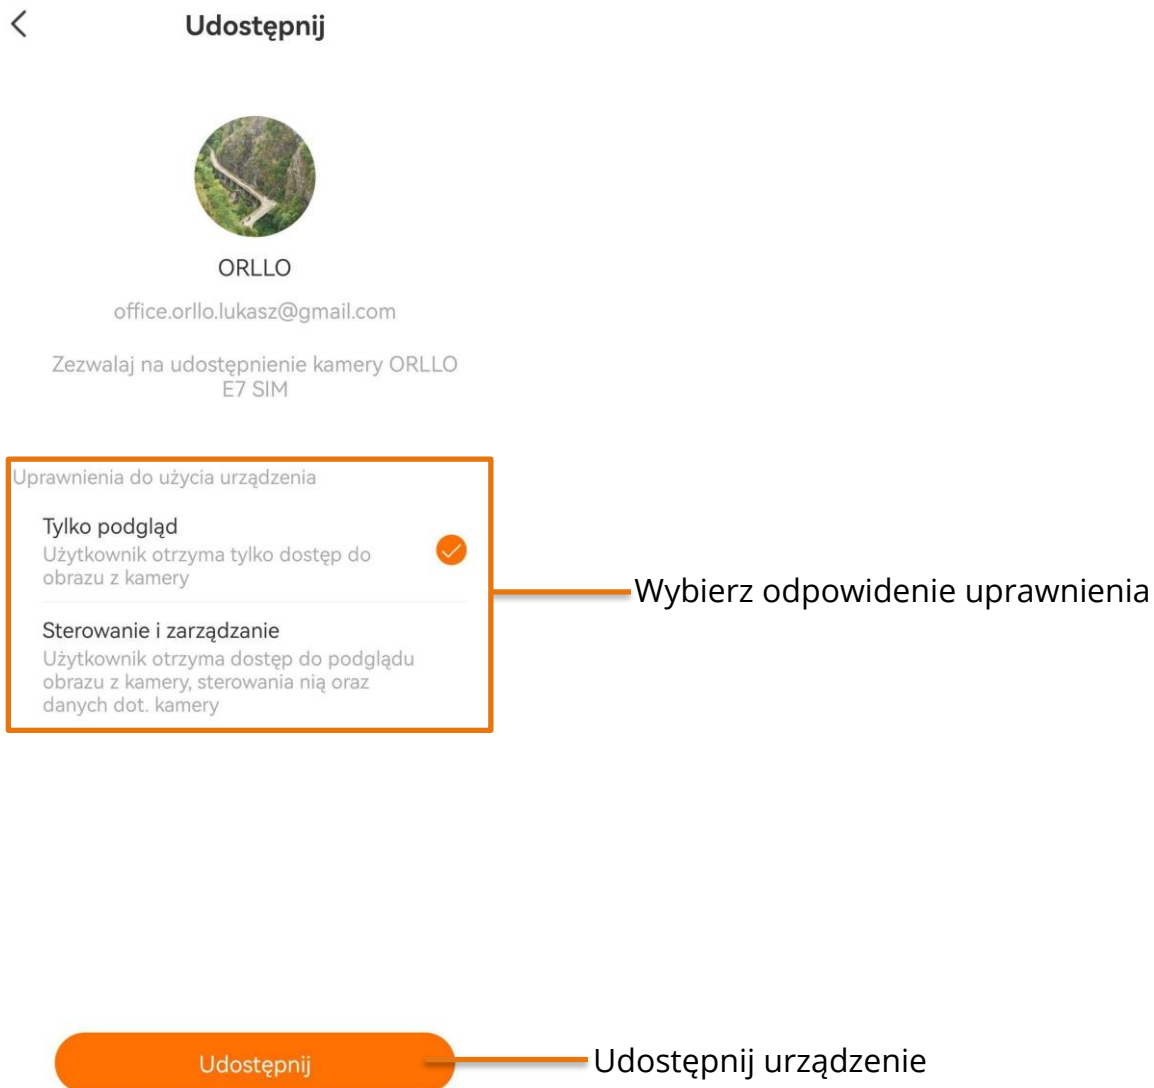 Udostępnij
ORLLO
office.orllo.lukasz@gmail.com
Zezwalaj na udostępnienie kamery ORLLO
E7 SIM
Uprawnienia do użycia urządzenia
Tylko podgląd
Użytkownik otrzyma tylko dostęp do
obrazu z kamery
Wybierz odpowidenie uprawnienia
Sterowanie i zarządzanie
Użytkownik otrzyma dostęp do podglądu
obrazu z kamery, sterowania nią oraz
danych dot. kamery
Udostępnij
Udostępnij urządzenie